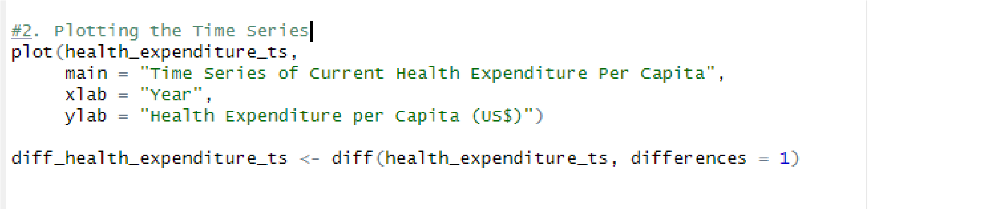 #2. Plotting the Time Series
plot(health_expenditure_ts,
     main = "Time Series of Current Health Expenditure Per Capita",
     xlab = "Year",
     ylab = "Health Expenditure per Capita (US$)")
diff_health_expenditure_ts <- diff(health_expenditure_ts, differences = 1)